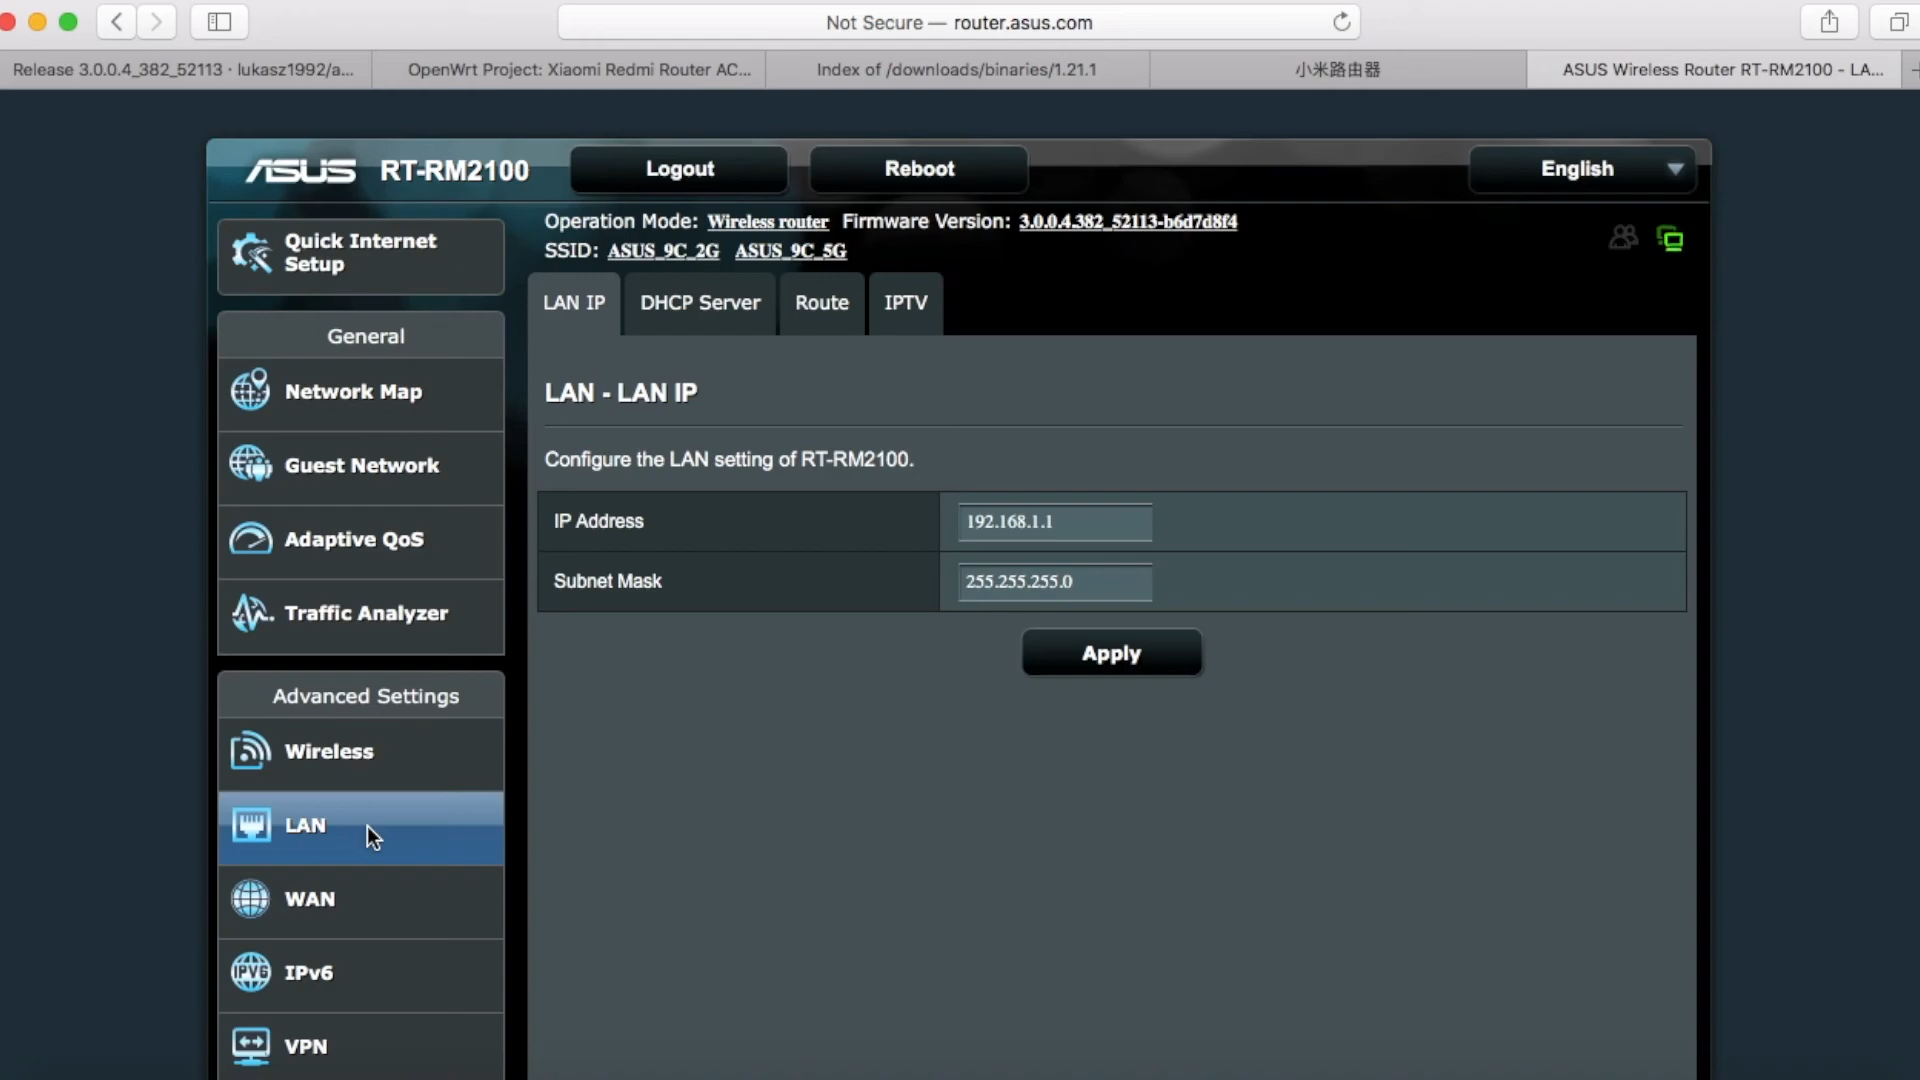 Not Secure — router.asus.com
Release 3.0.0.4_382_52113 · lukasz1992/a...
OpenWrt Project: Xiaomi Redmi Router AC...
Index of /downloads/binaries/1.21.1
小米路由器
ASUS Wireless Router RT-RM2100 - LA...
ASUS RT-RM2100
Logout
Reboot
English
Operation Mode: Wireless router Firmware Version: 3.0.0.4.382_52113-b6d7d8f4
SSID: ASUS_9C_2G ASUS_9C_5G
Quick Internet
Setup
General
Network Map
Guest Network
Adaptive QoS
Traffic Analyzer
Advanced Settings
Wireless
LAN
WAN
IPV6
IPv6
VPN
LAN IP
DHCP Server
Route
IPTV
LAN - LAN IP
Configure the LAN setting of RT-RM2100.
IP Address
192.168.1.1
Subnet Mask
255.255.255.0
Apply